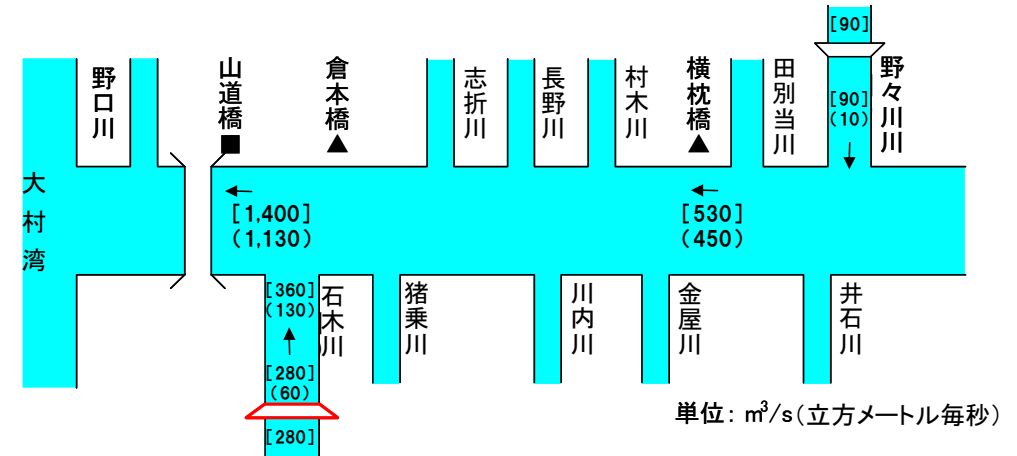 [90]
野口川
山道橋
■
倉本橋
▲
志折川
長野川
村木川
横枕橋
▲
田別当川
[90]
(10)
野々川川
大村湾
[1,400]
(1,130)
[530]
(450)
[360]
(130)
石木川
猪乗川
川内川
金屋川
井石川
[280]
(60)
[280]
単位: m³/s(立方メートル毎秒)